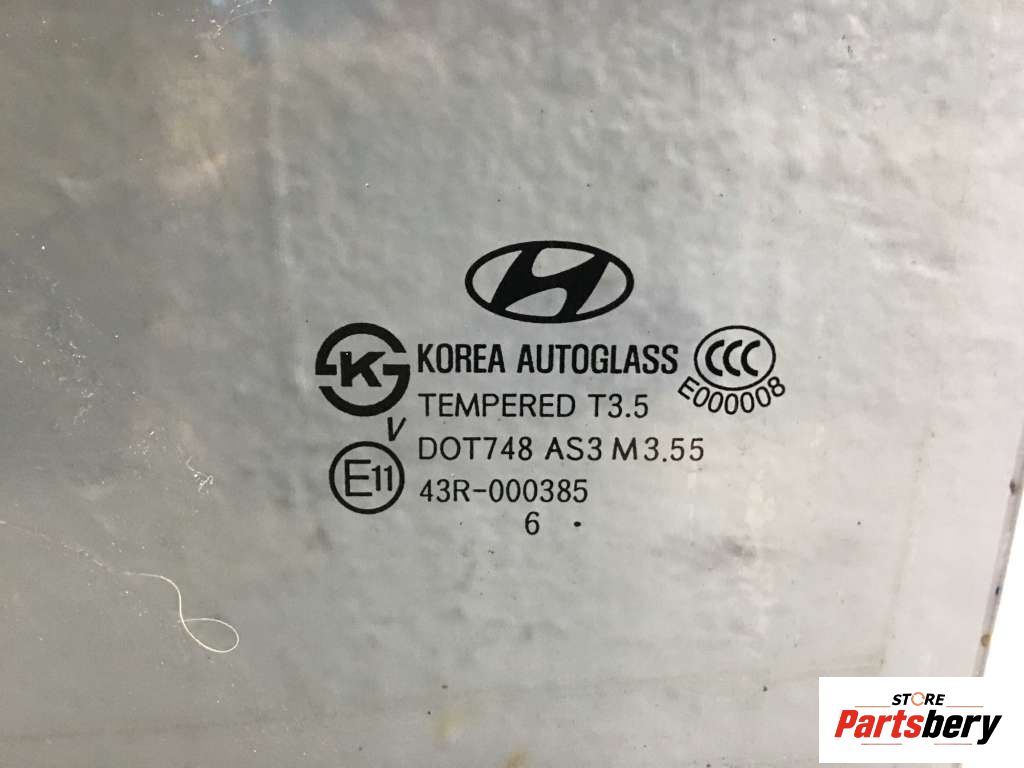 K
KOREA AUTOGLASS
CCC
E000008
TEMPERED T3.5
V
DOT748 AS3 M3.55
E11
43R-000385
6 .
STORE
Partsbery